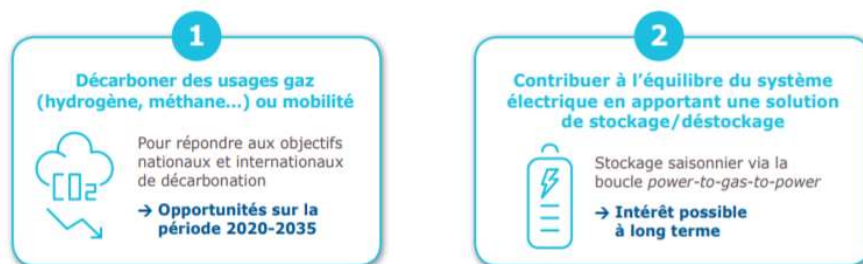 1
Décarboner des usages gaz
(hydrogène, méthane...) ou mobilité
CO2
Pour répondre aux objectifs
nationaux et internationaux
de décarbonation
→ Opportunités sur la
période 2020-2035
2
Contribuer à l'équilibre du système
électrique en apportant une solution
de stockage/déstockage
Stockage saisonnier via la
boucle power-to-gas-to-power
→ Intérêt possible
à long terme